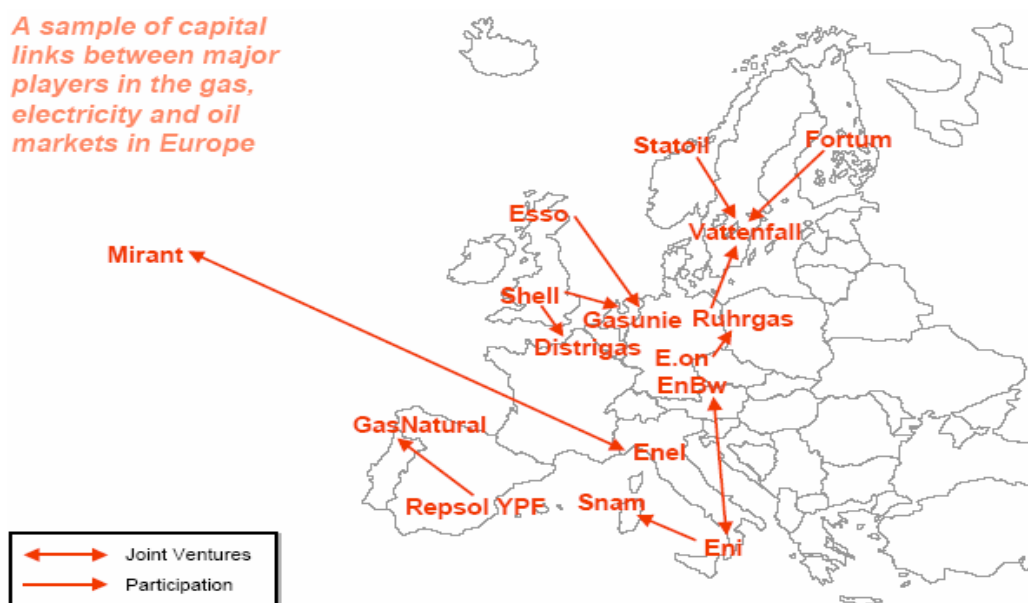 A sample of capital
links between major
players in the gas,
electricity and oil
markets in Europe
Statoil
Fortum
Esso
Vattenfall
Mirant
Shell
Gasunie
Ruhrgas
Distrigas
E.on
EnBw
GasNatural
Enel
Repsol YPF
Snam
Eni
Joint Ventures
Participation